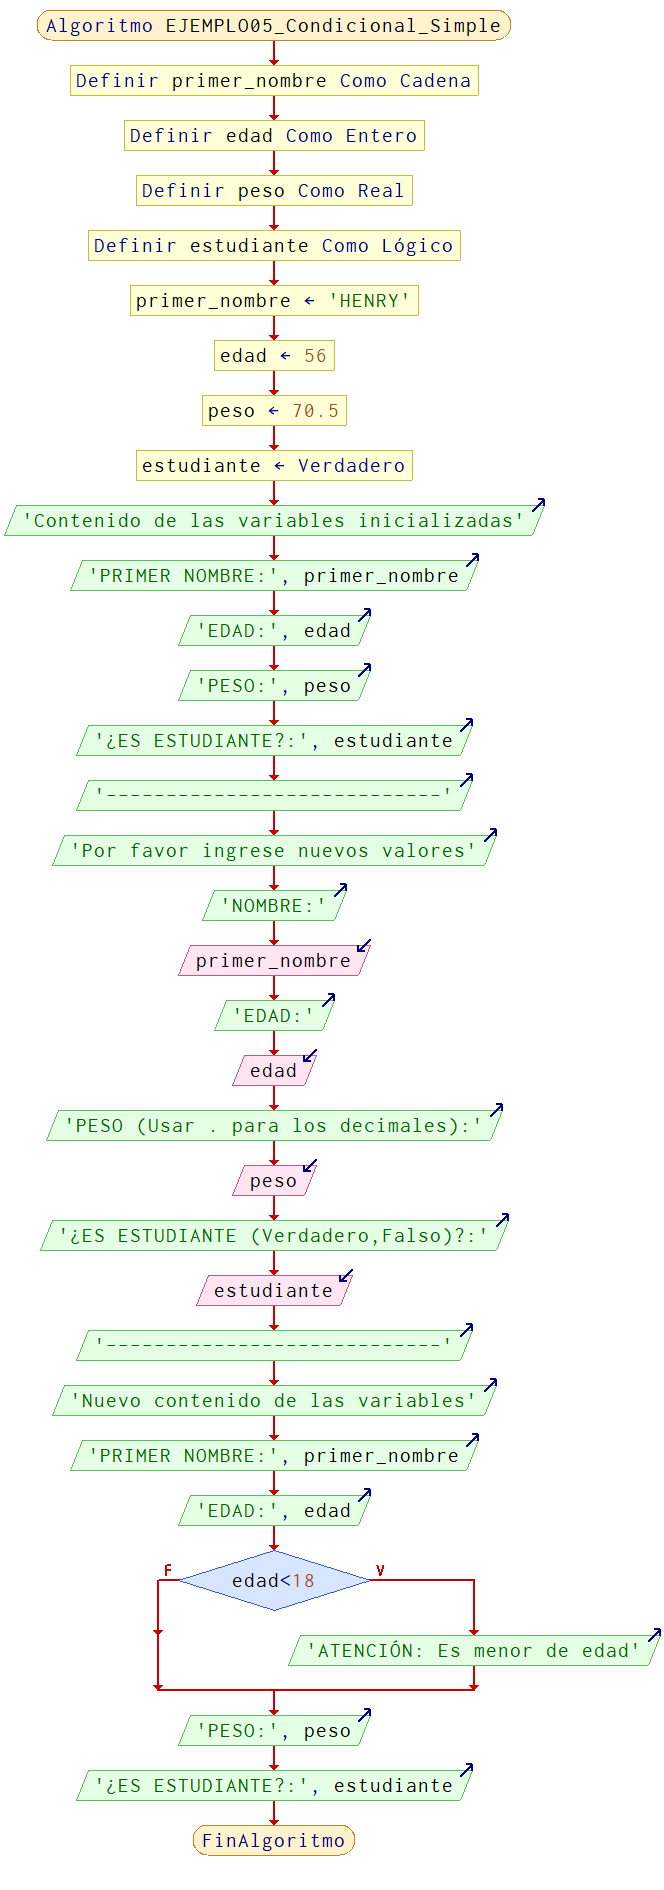 Algoritmo EJEMPLO05_Condicional_Simple
Definir primer_nombre Como Cadena
Definir edad Como Entero
Definir peso Como Real
Definir estudiante Como Lógico
primer_nombre ← 'HENRY'
edad ← 56
peso ← 70.5
estudiante ← Verdadero
'Contenido de las variables inicializadas'
'PRIMER NOMBRE:', primer_nombre
'EDAD:', edad
'PESO:', peso
'¿ES ESTUDIANTE?:', estudiante
'----------------------------'
'Por favor ingrese nuevos valores'
'NOMBRE:'
primer_nombre
'EDAD:'
edad
'PESO (Usar . para los decimales):'
peso
'¿ES ESTUDIANTE (Verdadero,Falso)?:'
estudiante
'----------------------------'
'Nuevo contenido de las variables'
'PRIMER NOMBRE:', primer_nombre
'EDAD:', edad
F
edad<18
V
'ATENCIÓN: Es menor de edad'
'PESO:', peso
'¿ES ESTUDIANTE?:', estudiante
FinAlgoritmo